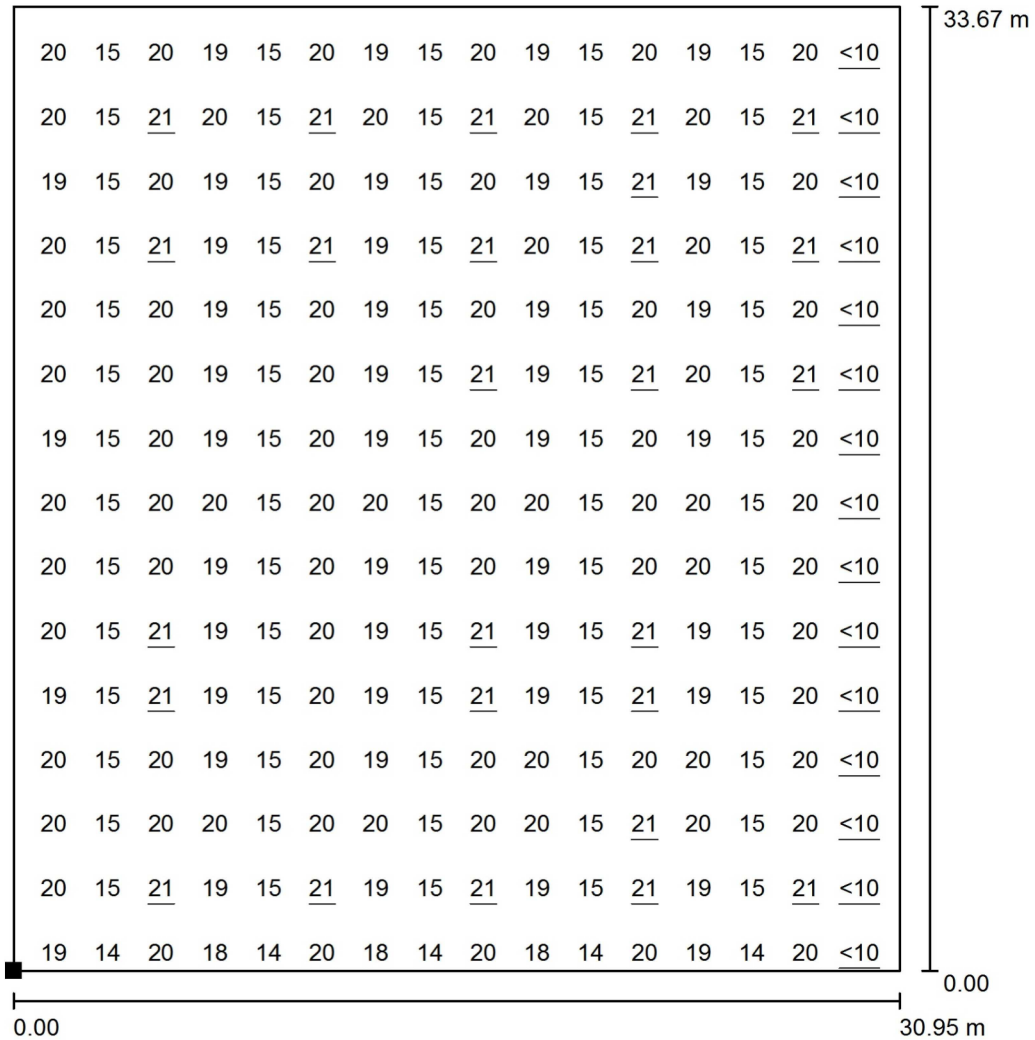 33.67 m
20 15 20 19 15 20 19 15 20 19 15 20 19 15 20 <10
20 15 21 20 15 21 20 15 21 20 15 21 20 15 21 <10
19 15 20 19 15 20 19 15 20 19 15 21 19 15 20 <10
20 15 21 19 15 21 19 15 21 20 15 21 20 15 21 <10
20 15 20 19 15 20 19 15 20 19 15 20 19 15 20 <10
20 15 20 19 15 20 19 15 21 19 15 21 20 15 21 <10
19 15 20 19 15 20 19 15 20 19 15 20 19 15 20 <10
20 15 20 20 15 20 20 15 20 20 15 20 20 15 20 <10
20 15 20 19 15 20 19 15 20 19 15 20 20 15 20 <10
20 15 21 19 15 20 19 15 21 19 15 21 19 15 20 <10
19 15 21 19 15 20 19 15 21 19 15 21 19 15 20 <10
20 15 20 19 15 20 19 15 20 20 15 20 20 15 20 <10
20 15 20 20 15 20 20 15 20 20 15 21 20 15 20 <10
20 15 21 19 15 21 19 15 21 19 15 21 19 15 21 <10
19 14 20 18 14 20 18 14 20 18 14 20 19 14 20 <10
0.00
0.00 30.95 m